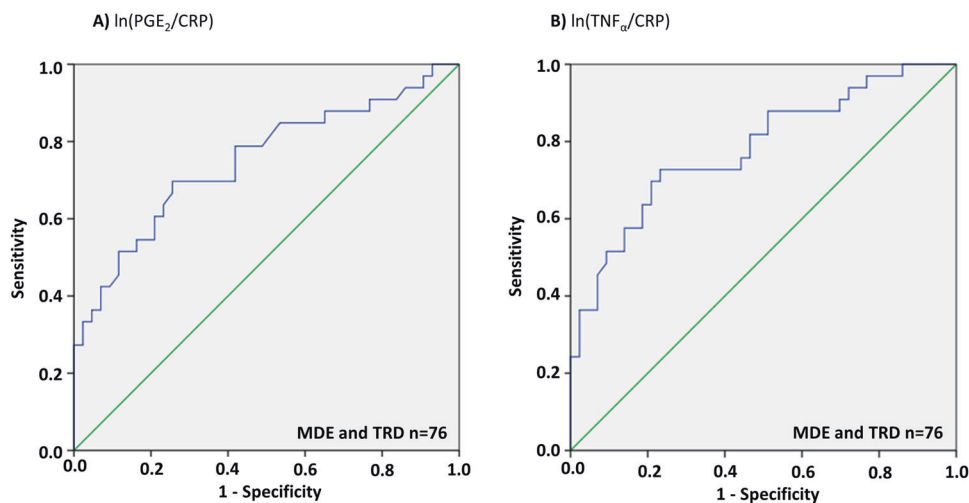 A) ln(PGE₂/CRP)
1.0
0.8
0.6
0.4
0.2
0.0
Sensitivity
MDE and TRD n=76
0.0 0.2 0.4 0.6 0.8 1.0
1 - Specificity
B) ln(TNFα/CRP)
1.0
0.8
0.6
0.4
0.2
0.0
Sensitivity
MDE and TRD n=76
0.0 0.2 0.4 0.6 0.8 1.0
1 - Specificity